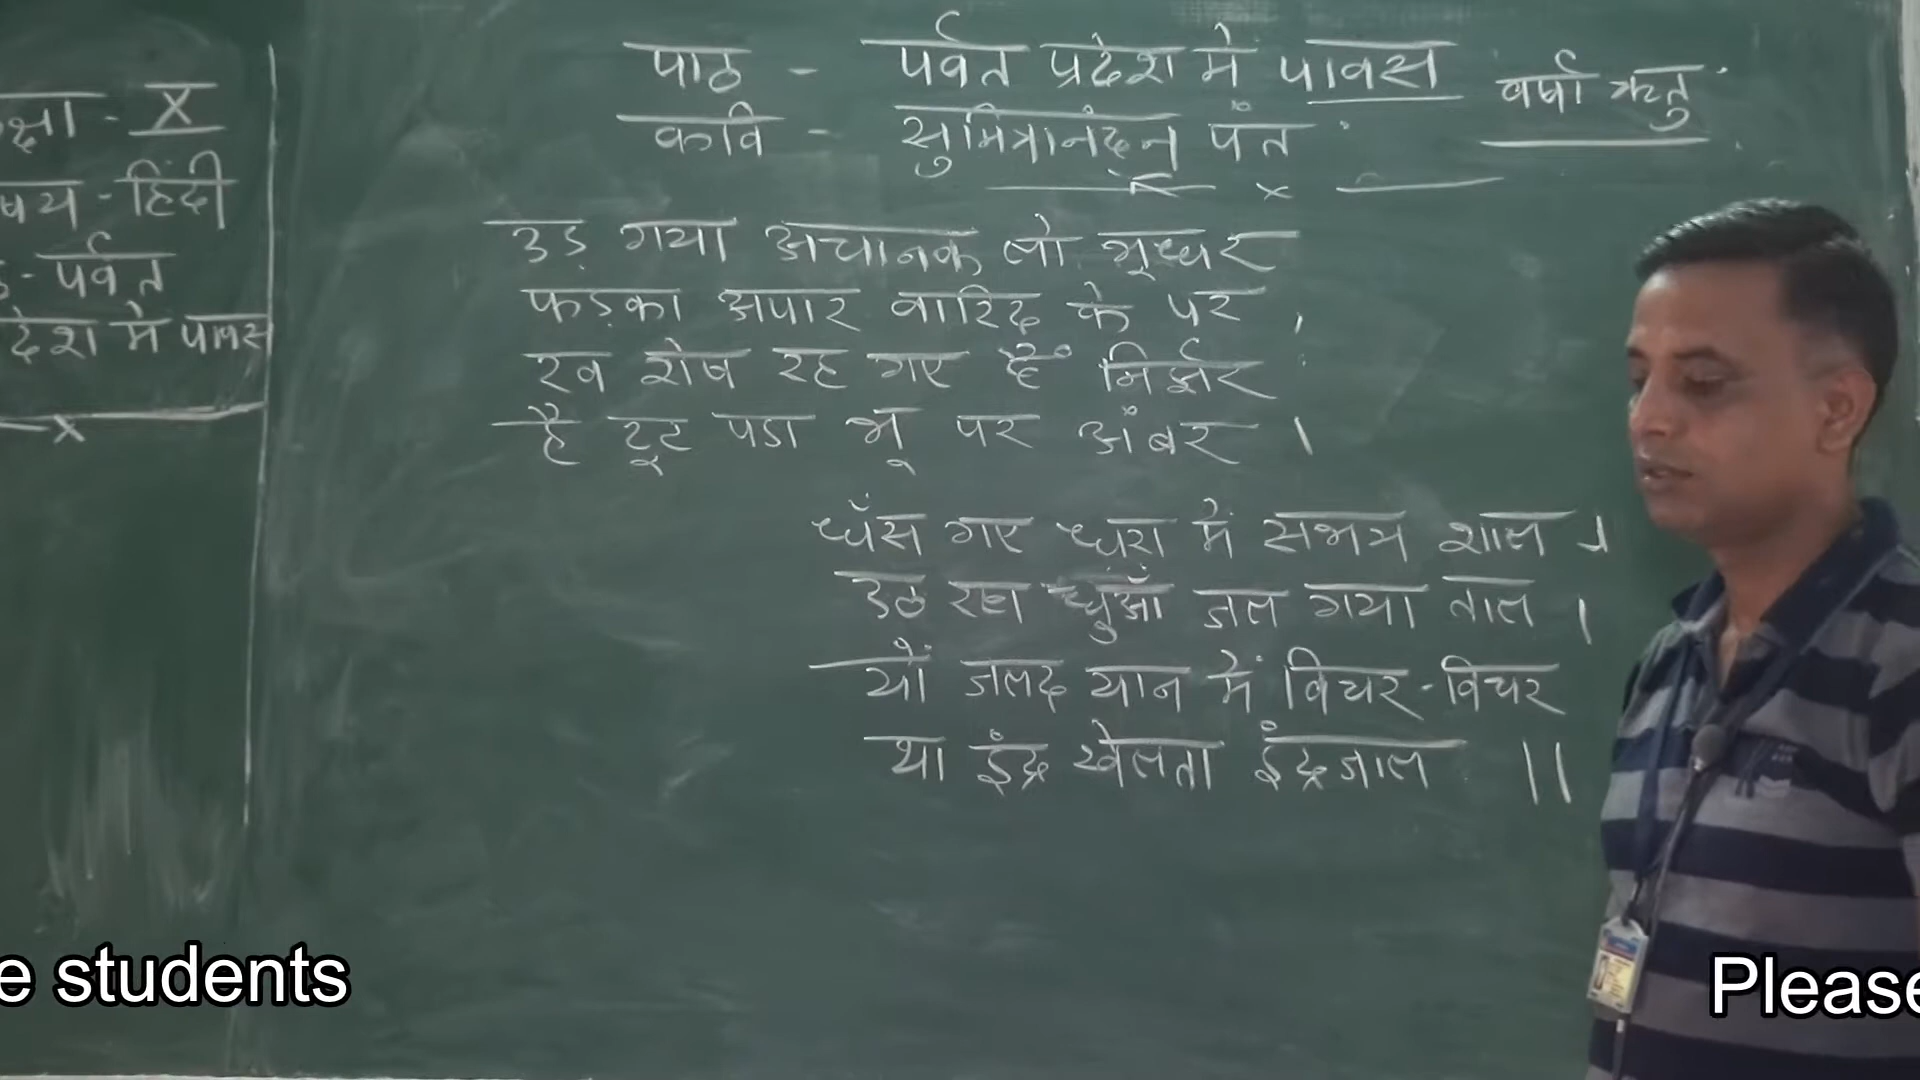 क्षा - X
षय - हिंदी
- पर्वत
देश में पावस
पाठ - पर्वत प्रदेश में पावस वर्षा ऋतु
कवि - सुमित्रानंदन पंत
उड़ गया अचानक लो भूधर
फड़का अपार वारिद के पर ,
रव शेष रह गए हैं निर्झर
है टूट पडा भू पर अंबर ।
धँस गए धरा में सभय शाल ।
उठ रहा धुआँ जल गया ताल ।
यों जलद यान में विचर - विचर
था इंद्र खेलता इंद्रजाल ||
e students
Please